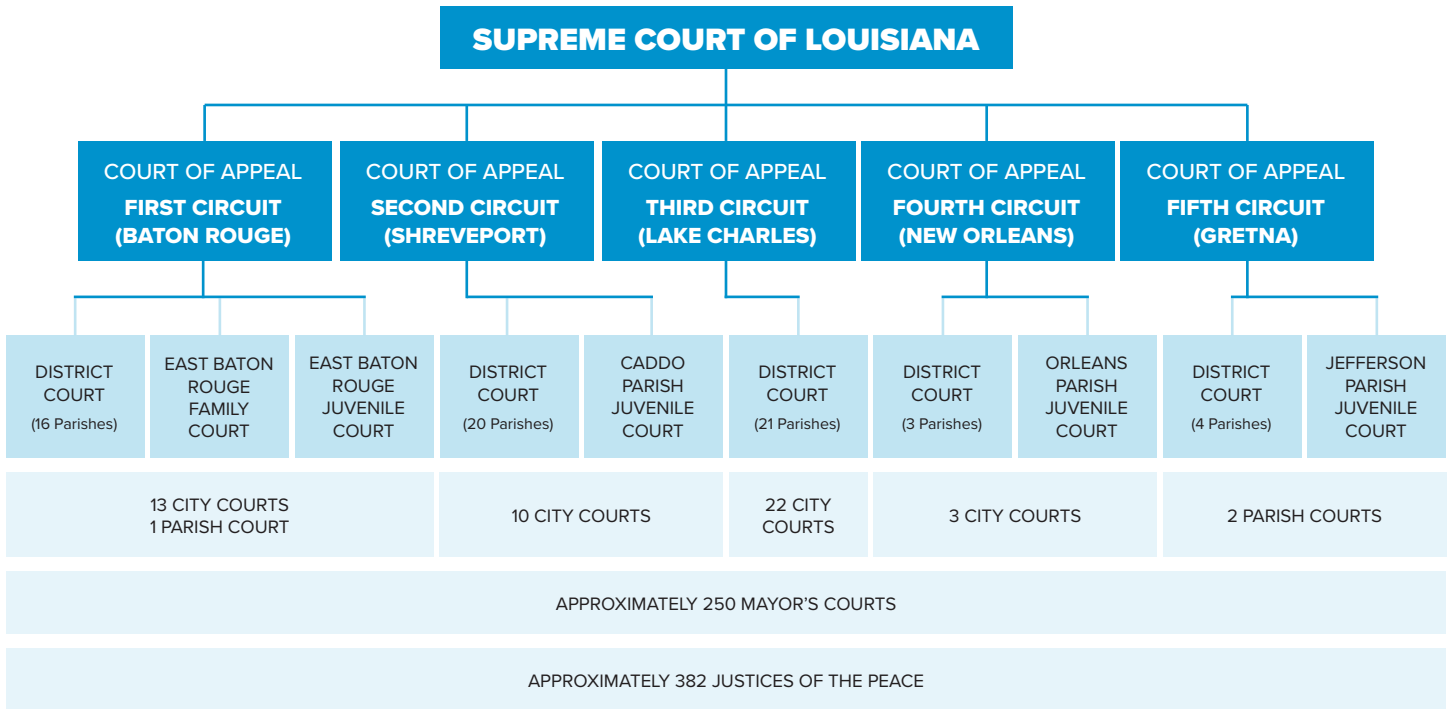 SUPREME COURT OF LOUISIANA
COURT OF APPEAL
FIRST CIRCUIT
(BATON ROUGE)
COURT OF APPEAL
SECOND CIRCUIT
(SHREVEPORT)
COURT OF APPEAL
THIRD CIRCUIT
(LAKE CHARLES)
COURT OF APPEAL
FOURTH CIRCUIT
(NEW ORLEANS)
COURT OF APPEAL
FIFTH CIRCUIT
(GRETNA)
DISTRICT
COURT
(16 Parishes)
EAST BATON
ROUGE
FAMILY
COURT
EAST BATON
ROUGE
JUVENILE
COURT
DISTRICT
COURT
(20 Parishes)
CADDO
PARISH
JUVENILE
COURT
DISTRICT
COURT
(21 Parishes)
DISTRICT
COURT
(3 Parishes)
ORLEANS
PARISH
JUVENILE
COURT
DISTRICT
COURT
(4 Parishes)
JEFFERSON
PARISH
JUVENILE
COURT
13 CITY COURTS
1 PARISH COURT
10 CITY COURTS
22 CITY
COURTS
3 CITY COURTS
2 PARISH COURTS
APPROXIMATELY 250 MAYOR’S COURTS
APPROXIMATELY 382 JUSTICES OF THE PEACE